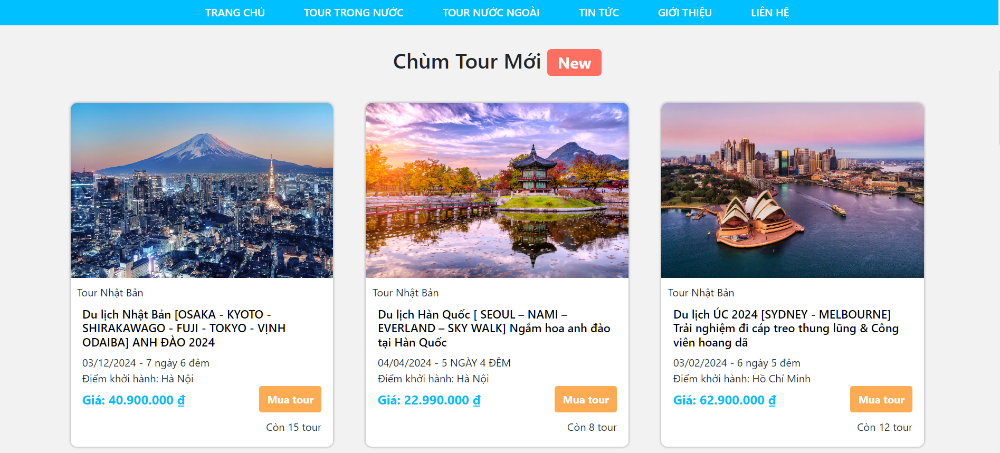 TRANG CHỦ TOUR TRONG NƯỚC TOUR NƯỚC NGOÀI TIN TỨC GIỚI THIỆU LIÊN HỆ
Chùm Tour Mới New
Tour Nhật Bản
Du lịch Nhật Bản [OSAKA - KYOTO -
SHIRAKAWAGO - FUJI - TOKYO - VỊNH
ODAIBA] ANH ĐÀO 2024
03/12/2024 - 7 ngày 6 đêm
Điểm khởi hành: Hà Nội
Giá: 40.900.000 ₫
Mua tour
Còn 15 tour
Tour Nhật Bản
Du lịch Hàn Quốc [ SEOUL – NAMI –
EVERLAND – SKY WALK] Ngắm hoa anh đào
tại Hàn Quốc
04/04/2024 - 5 NGÀY 4 ĐÊM
Điểm khởi hành: Hà Nội
Giá: 22.990.000 ₫
Mua tour
Còn 8 tour
Tour Nhật Bản
Du lịch ÚC 2024 [SYDNEY - MELBOURNE]
Trải nghiệm đi cáp treo thung lũng & Công
viên hoang dã
03/02/2024 - 6 ngày 5 đêm
Điểm khởi hành: Hồ Chí Minh
Giá: 62.900.000 ₫
Mua tour
Còn 12 tour